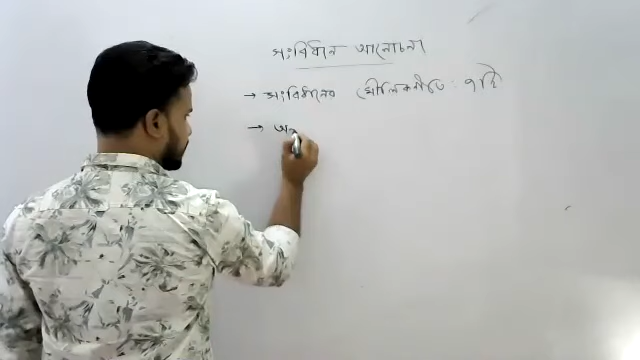 সংবিধান আলোচনা
→ সংবিধানের মৌলিকনীতি : ৭টি
→ অ